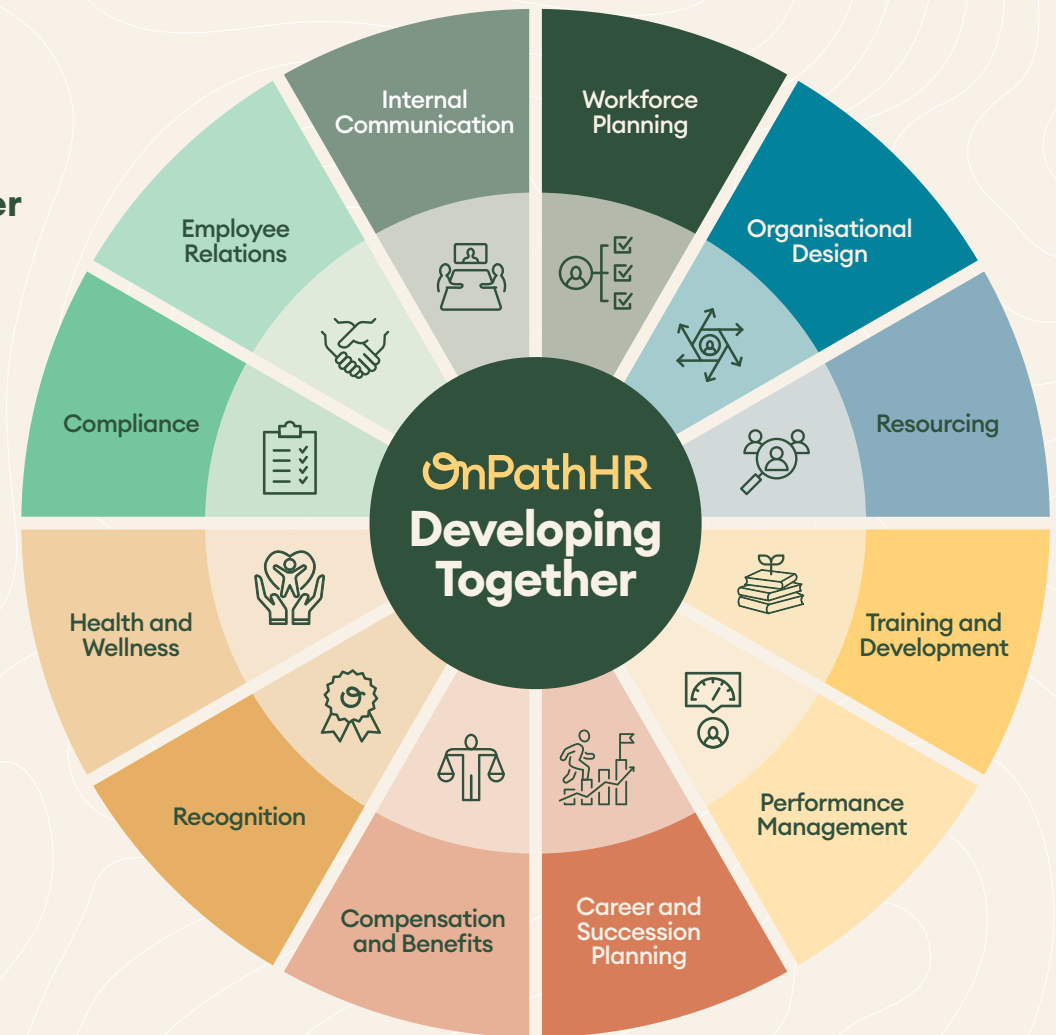 er
Internal
Communication
Workforce
Planning
Organisational
Design
Resourcing
Training and
Development
Performance
Management
Career and
Succession
Planning
Compensation
and Benefits
Recognition
Health and
Wellness
Compliance
Employee
Relations
OnPathHR
Developing
Together